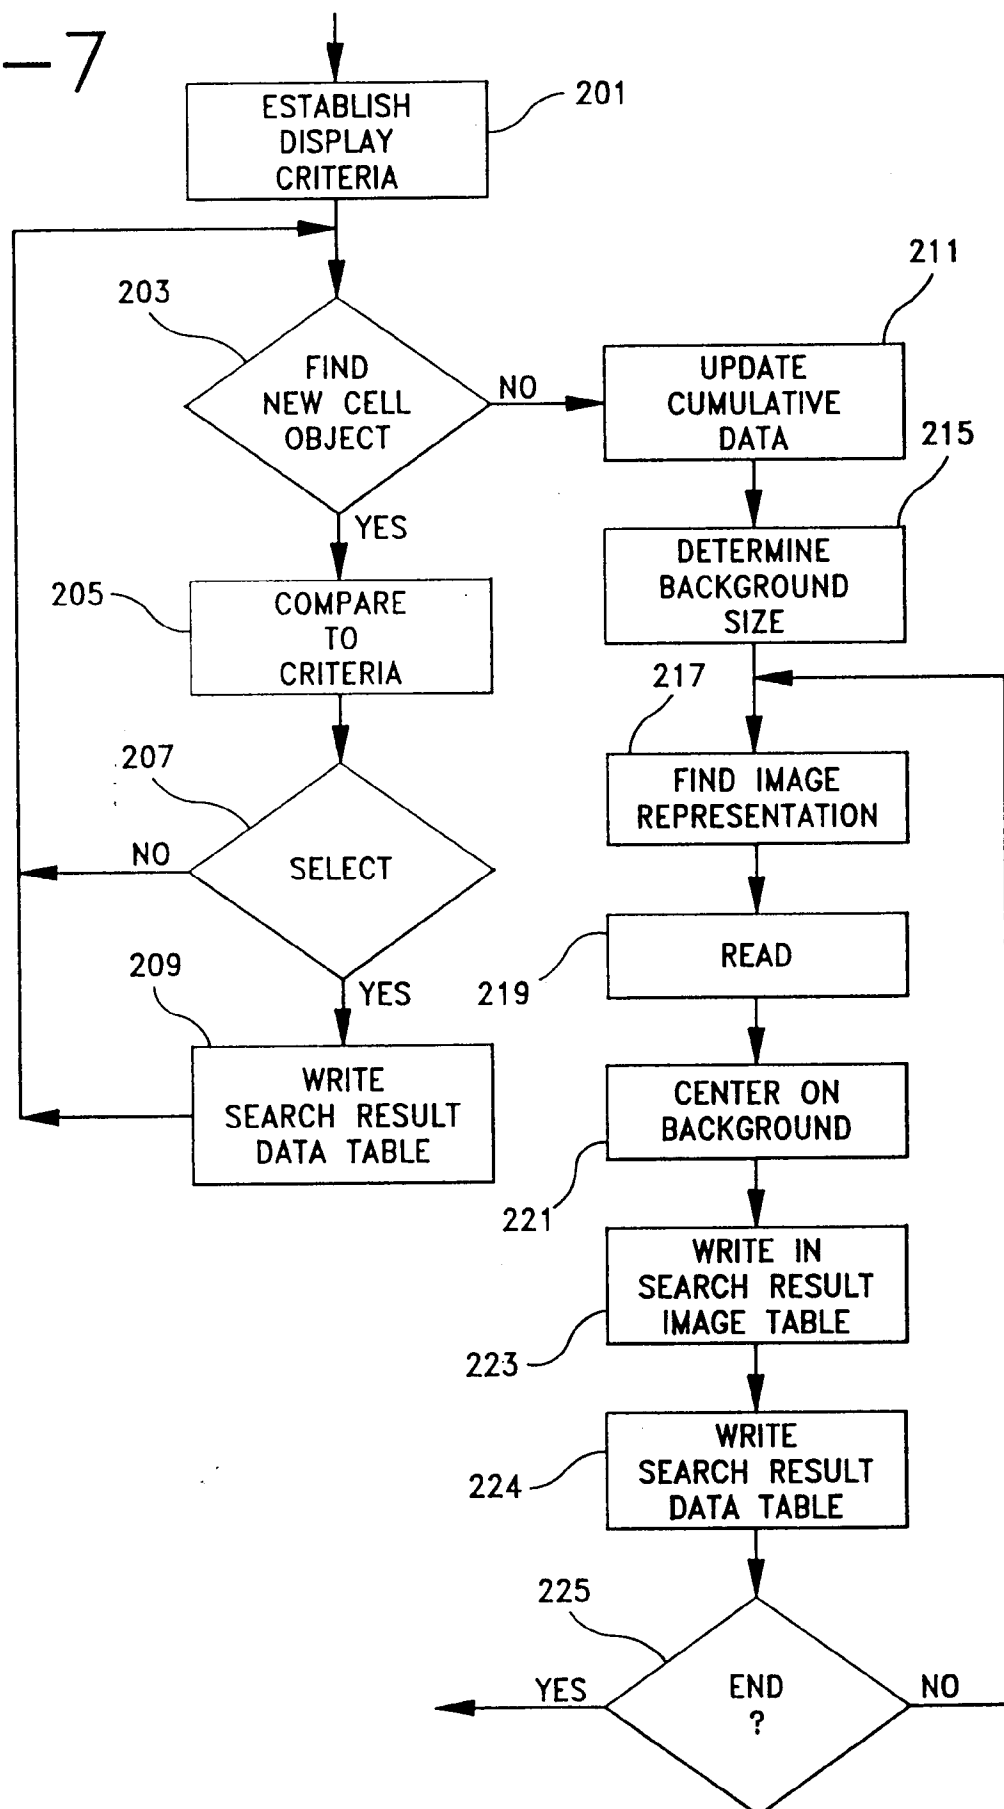 -7
ESTABLISH
DISPLAY
CRITERIA
201
203
FIND
NEW CELL
OBJECT
NO
YES
205
COMPARE
TO
CRITERIA
207
NO
SELECT
YES
209
WRITE
SEARCH RESULT
DATA TABLE
211
UPDATE
CUMULATIVE
DATA
215
DETERMINE
BACKGROUND
SIZE
217
FIND IMAGE
REPRESENTATION
219
READ
CENTER ON
BACKGROUND
221
WRITE IN
SEARCH RESULT
IMAGE TABLE
223
WRITE
SEARCH RESULT
DATA TABLE
224
225
YES
END
?
NO